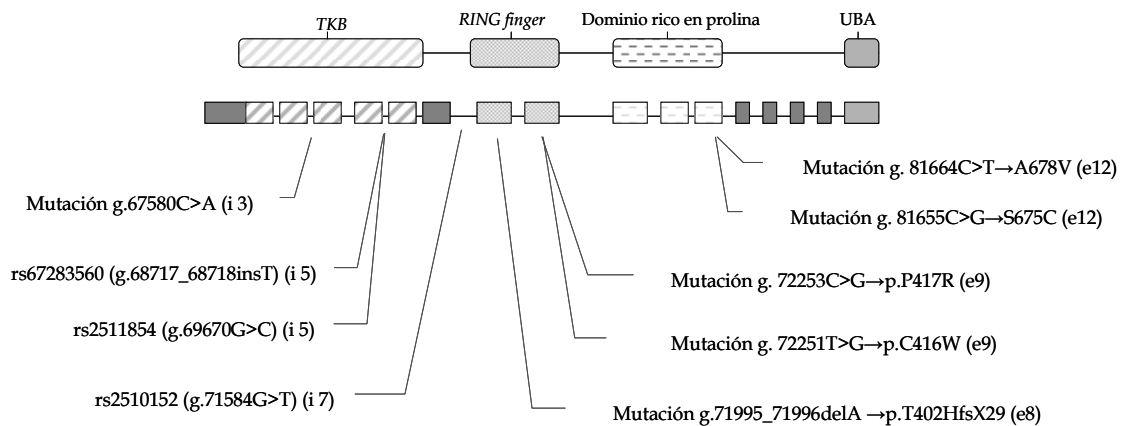 TKB
RING finger
Dominio rico en prolina
UBA
Mutación g.67580C>A (i 3)
rs67283560 (g.68717_68718insT) (i 5)
rs2511854 (g.69670G>C) (i 5)
rs2510152 (g.71584G>T) (i 7)
Mutación g. 81664C>T→A678V (e12)
Mutación g. 81655C>G→S675C (e12)
Mutación g. 72253C>G→p.P417R (e9)
Mutación g. 72251T>G→p.C416W (e9)
Mutación g.71995_71996delA →p.T402HfsX29 (e8)